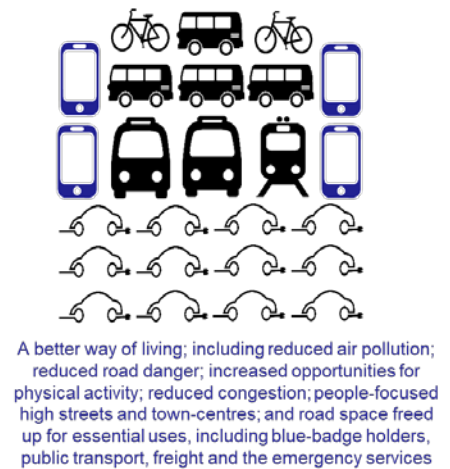 A better way of living; including reduced air pollution;
reduced road danger; increased opportunities for
physical activity; reduced congestion; people-focused
high streets and town-centres; and road space freed
up for essential uses, including blue-badge holders,
public transport, freight and the emergency services